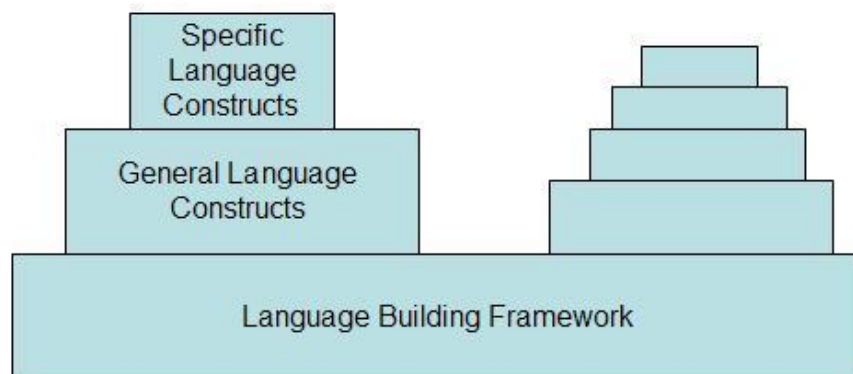 Specific
Language
Constructs
General Language
Constructs
Language Building Framework